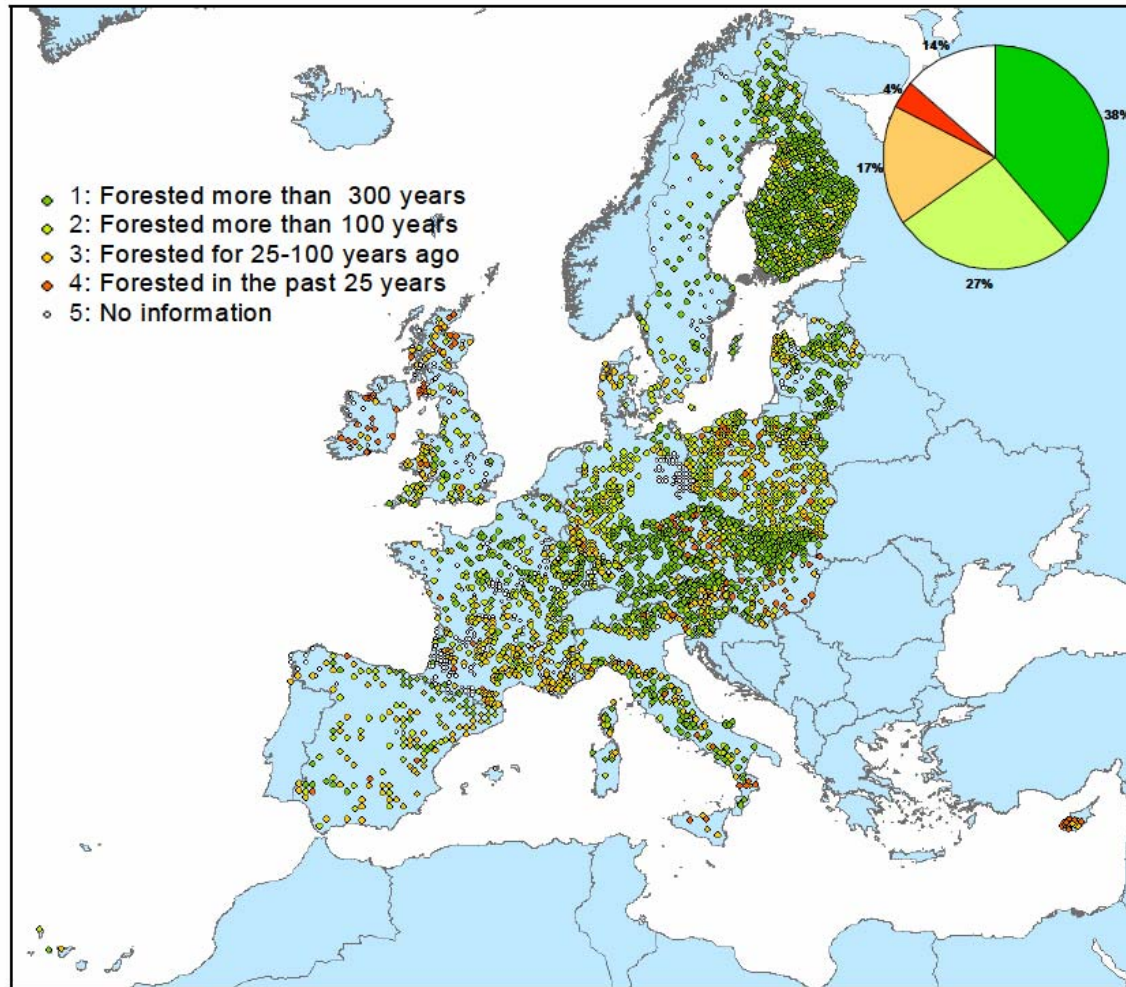 14%
4%
38%
17%
27%
1: Forested more than 300 years
2: Forested more than 100 years
3: Forested for 25-100 years ago
4: Forested in the past 25 years
5: No information